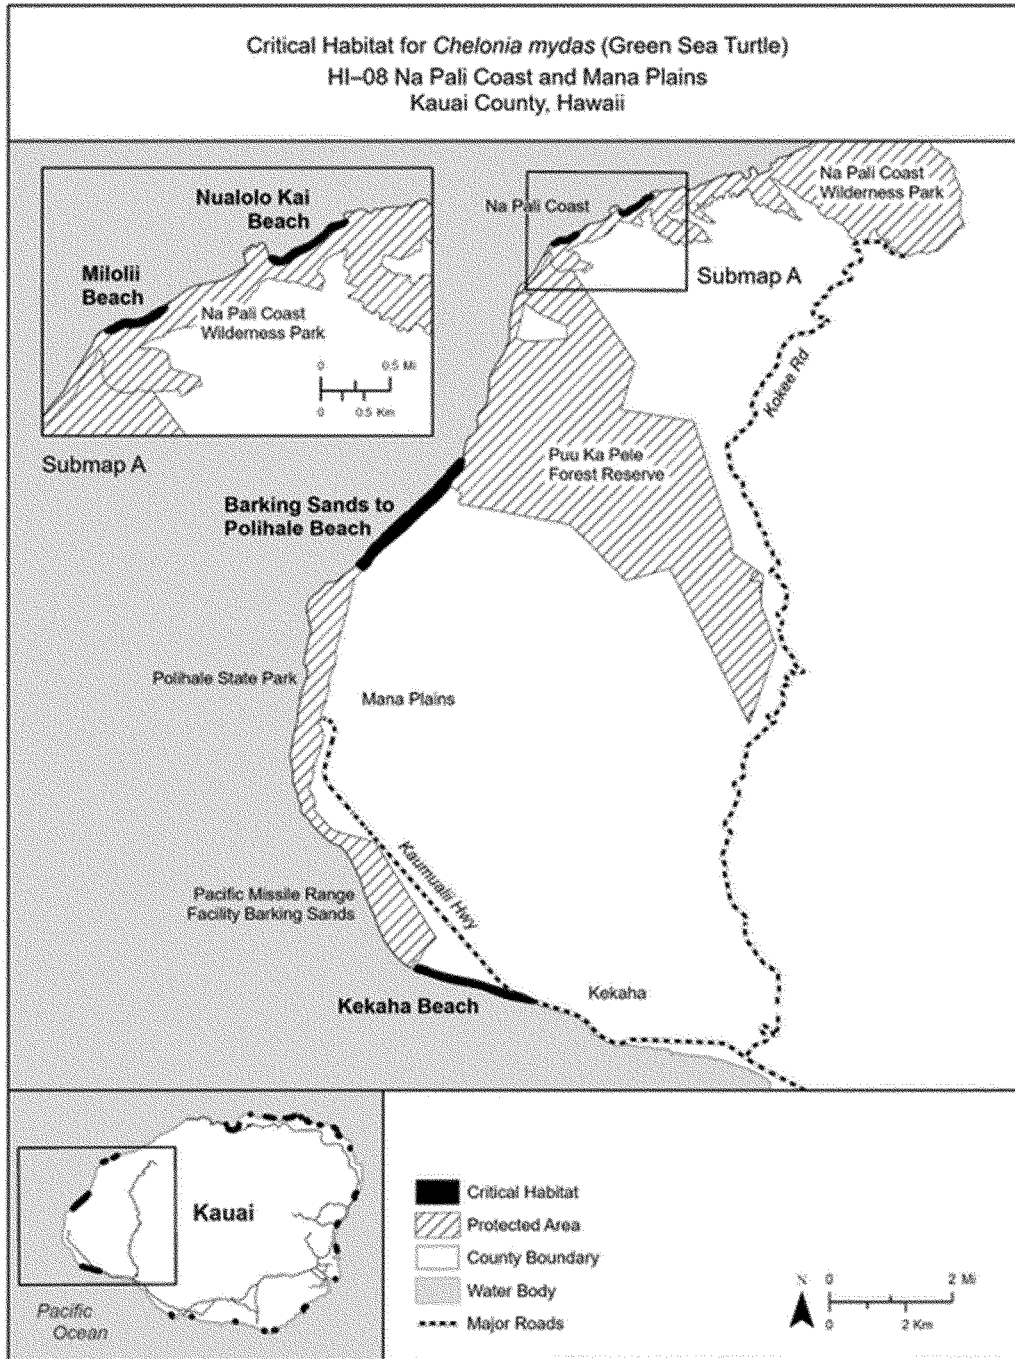 Critical Habitat for Chelonia mydas (Green Sea Turtle)
HI–08 Na Pali Coast and Mana Plains
Kauai County, Hawaii
Nualolo Kai
Beach
Milolii
Beach
Na Pali Coast
Wilderness Park
0 0.5 Mi
0 0.5 Km
Submap A
Na Pali Coast
Na Pali Coast
Wilderness Park
Submap A
Kokee Rd
Puu Ka Pele
Forest Reserve
Barking Sands to
Polihale Beach
Polihale State Park
Mana Plains
Kaumualii Hwy
Pacific Missile Range
Facility Barking Sands
Kekaha Beach
Kekaha
Kauai
Pacific
Ocean
Critical Habitat
Protected Area
County Boundary
Water Body
Major Roads
N
0 2 Mi
0 2 Km